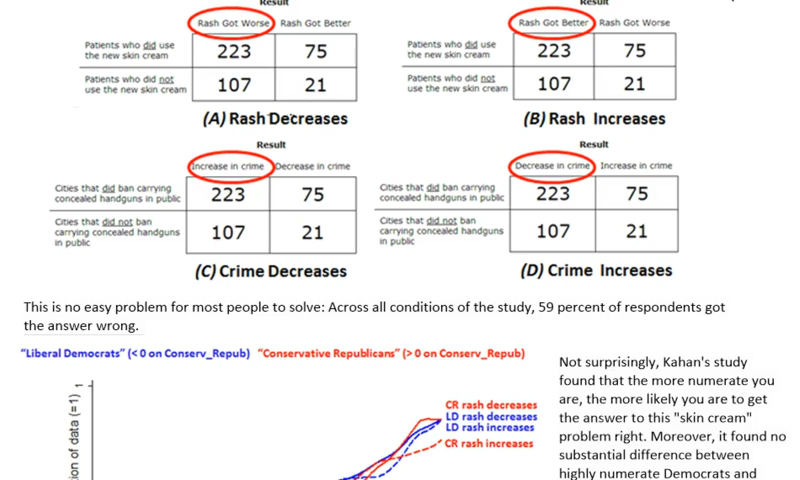 Result Result
Rash Got Worse Rash Got Better Rash Got Better Rash Got Worse
Patients who did use the new skin cream 223 75 Patients who did use the new skin cream 223 75
Patients who did not use the new skin cream 107 21 Patients who did not use the new skin cream 107 21
(A) Rash Decreases (B) Rash Increases
Result Result
Increase in crime Decrease in crime Decrease in crime Increase in crime
Cities that did ban carrying concealed handguns in public 223 75 Cities that did ban carrying concealed handguns in public 223 75
Cities that did not ban carrying concealed handguns in public 107 21 Cities that did not ban carrying concealed handguns in public 107 21
(C) Crime Decreases (D) Crime Increases
This is no easy problem for most people to solve: Across all conditions of the study, 59 percent of respondents got
the answer wrong.
"Liberal Democrats" (< 0 on Conserv_Repub) "Conservative Republicans" (> 0 on Conserv_Repub)
1
ion of data (=1)
CR rash decreases
LD rash decreases
LD rash increases
CR rash increases
Not surprisingly, Kahan's study
found that the more numerate you
are, the more likely you are to get
the answer to this "skin cream"
problem right. Moreover, it found no
substantial difference between
highly numerate Democrats and